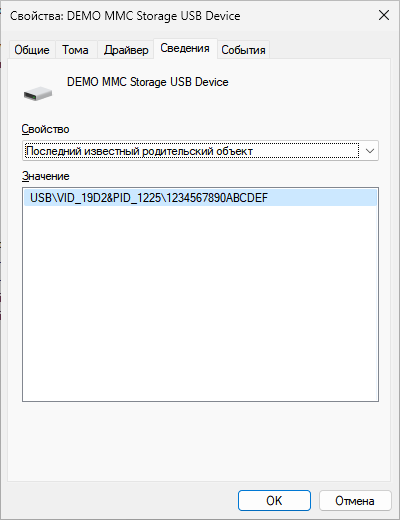 Свойства: DEMO MMC Storage USB Device
Общие Тома Драйвер Сведения События
DEMO MMC Storage USB Device
Свойство
Последний известный родительский объект
Значение
USB\VID_19D2&PID_1225\1234567890ABCDEF
OK Отмена